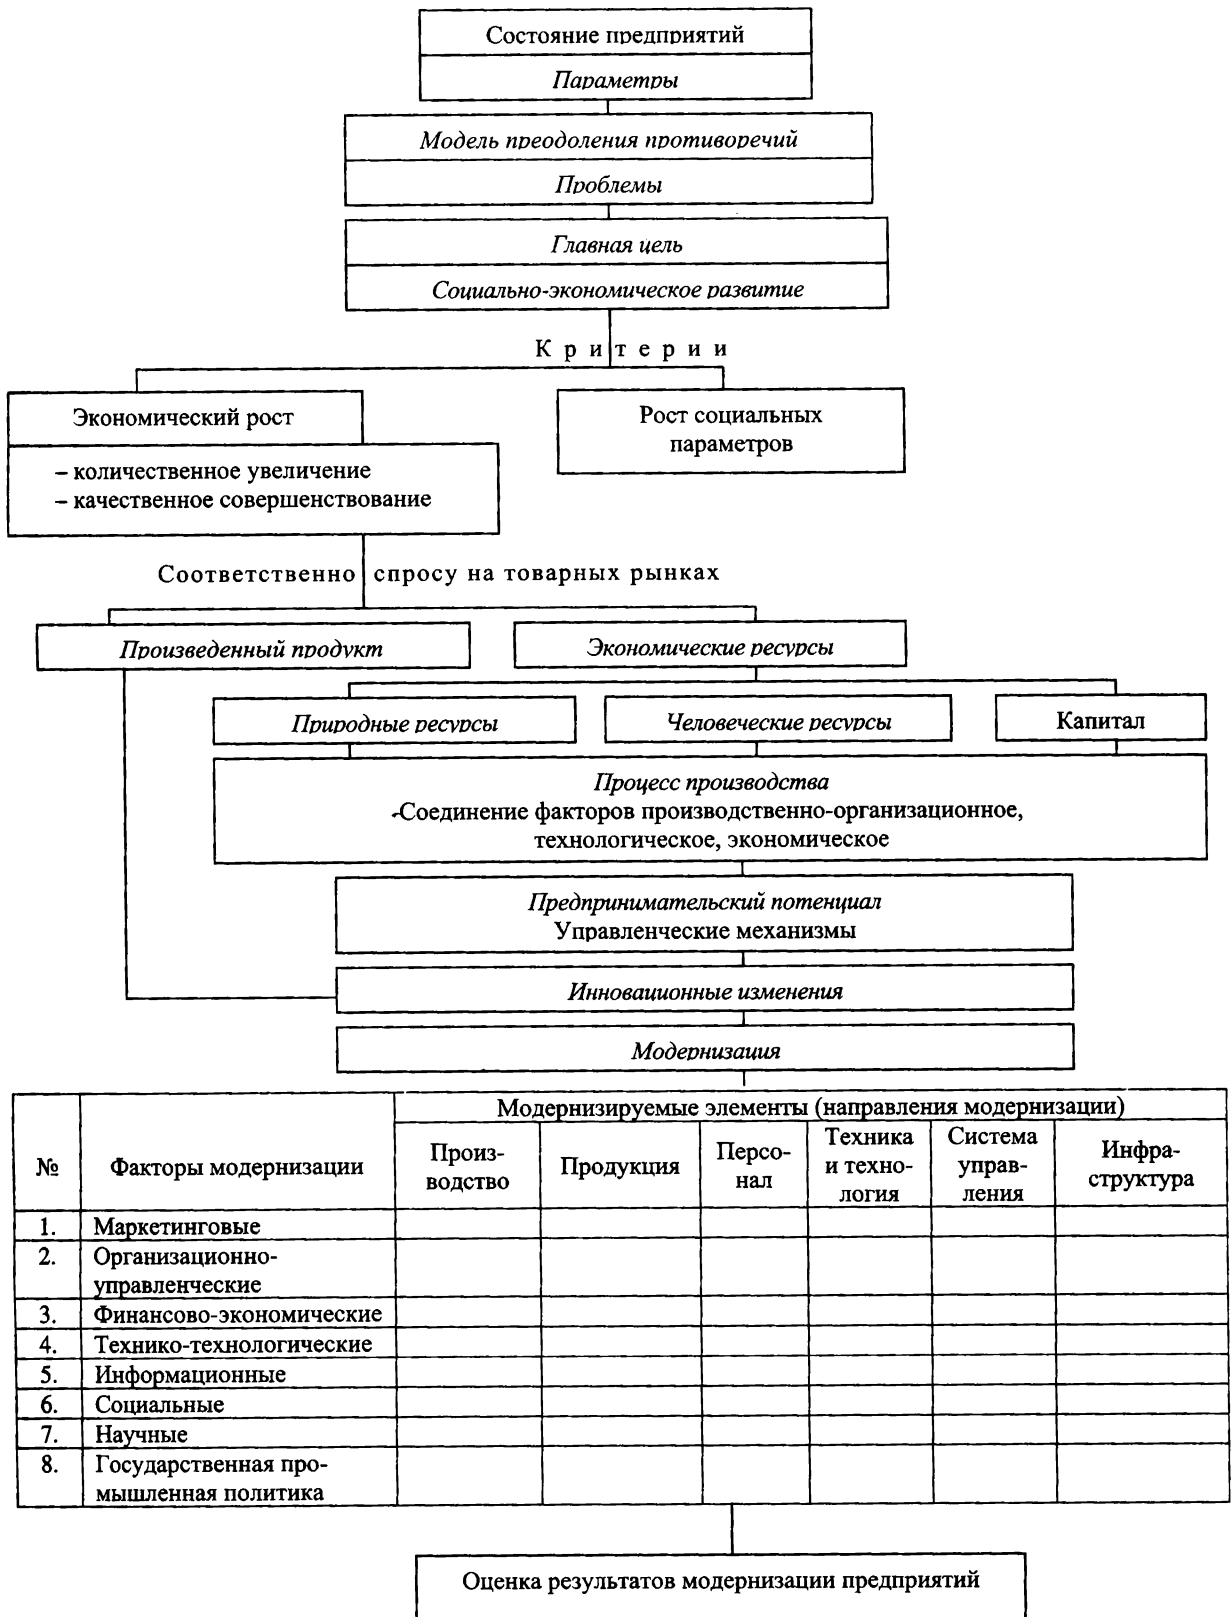 Состояние предприятий
Параметры
Модель преодоления противоречий
Проблемы
Главная цель
Социально-экономическое развитие
Критерии
Экономический рост
– количественное увеличение
– качественное совершенствование
Рост социальных
параметров
Соответственно спросу на товарных рынках
Произведенный продукт
Экономические ресурсы
Природные ресурсы
Человеческие ресурсы
Капитал
Процесс производства
-Соединение факторов производственно-организационное,
технологическое, экономическое
Предпринимательский потенциал
Управленческие механизмы
Инновационные изменения
Модернизация
№
Факторы модернизации
Модернизируемые элементы (направления модернизации)
Произ-
водство
Продукция
Персо-
нал
Техника
и техно-
логия
Система
управ-
ления
Инфра-
структура
1. Маркетинговые
2. Организационно-
управленческие
3. Финансово-экономические
4. Технико-технологические
5. Информационные
6. Социальные
7. Научные
8. Государственная про-
мышленная политика
Оценка результатов модернизации предприятий